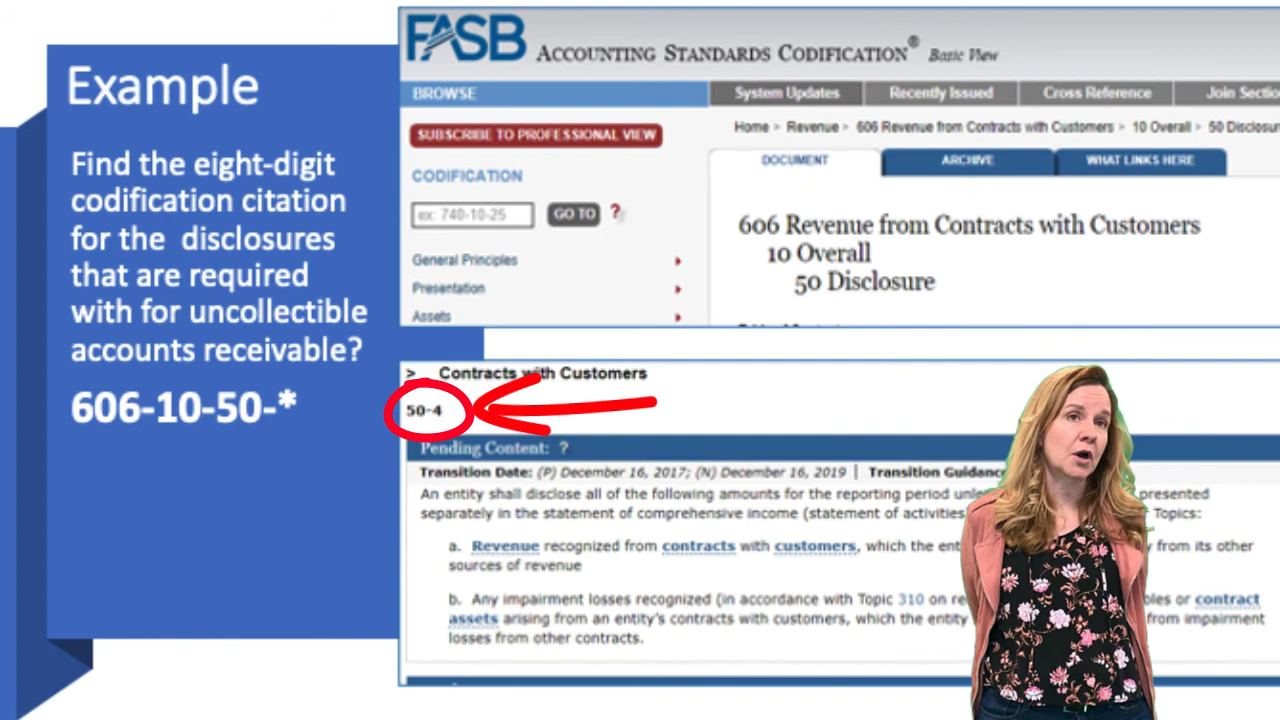 Example
Find the eight-digit
codification citation
for the disclosures
that are required
with for uncollectible
accounts receivable?
606-10-50-*
FASB ACCOUNTING STANDARDS CODIFICATION® Basic View
BROWSE
System Updates
Recently Issued
Cross Reference
Join
SUBSCRIBE TO PROFESSIONAL VIEW
CODIFICATION
ex: 740-10-25
GO TO ?
General Principles
Presentation
Assets
Home > Revenue > 606 Revenue from Contracts with Customers > 10 Overall > 50
DOCUMENT
ARCHIVE
WHAT LINKS HERE
606 Revenue from Contracts with Customers
10 Overall
50 Disclosure
> Contracts with Customers
50-4
Pending Content: ?
Transition Date: (P) December 16, 2017; (N) December 16, 2019 | Transition
An entity shall disclose all of the following amounts for the reporting period presented
separately in the statement of comprehensive income (statement of activities Topics:
a. Revenue recognized from contracts with customers, which the from its other
sources of revenue
b. Any impairment losses recognized (in accordance with Topic 310 on or contract
assets arising from an entity's contracts with customers, which the entity from impairment
losses from other contracts.